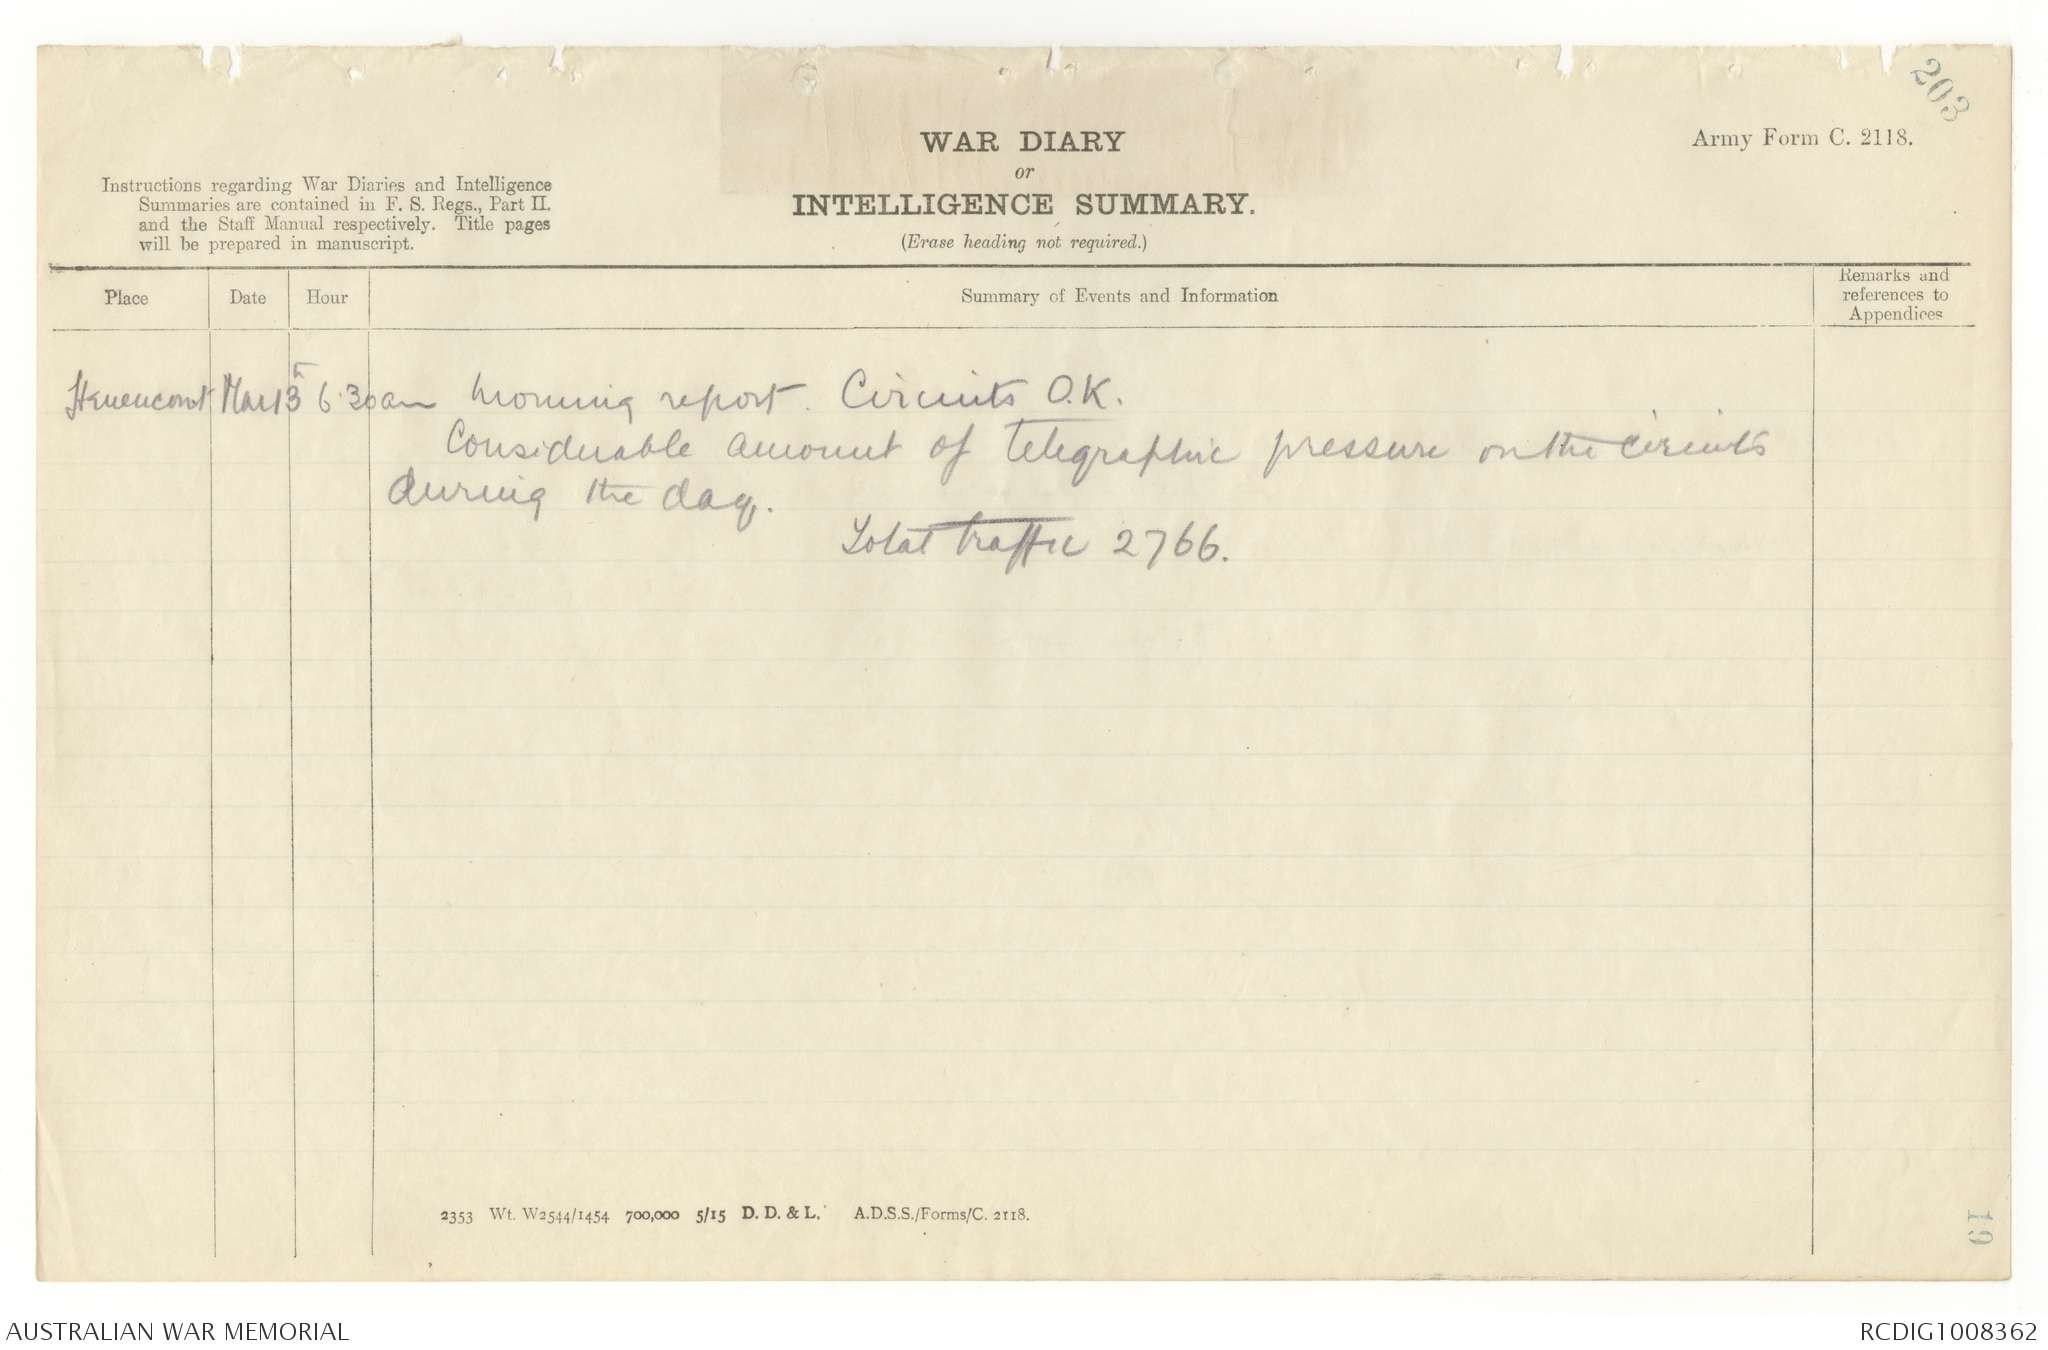 203
Army Form C. 2118.
WAR DIARY
or
INTELLIGENCE SUMMARY.
(Erase heading not required.)
Instructions regarding War Diaries and Intelligence
Summaries are contained in F. S. Regs., Part II.
and the Staff Manual respectively. Title pages
will be prepared in manuscript.
Place
Date
Hour
Summary of Events and Information
Remarks and
references to
Appendices
Henencourt Mar 13th 6.30am Morning report. Circuits O.K.
Considerable amount of telegraphic pressure on the circuits
during the day.
Total traffic 2766.
2353 Wt. W2544/1454 700,000 5/15 D. D. & L. A.D.S.S./Forms/C. 2118.
19
AUSTRALIAN WAR MEMORIAL
RCDIG1008362